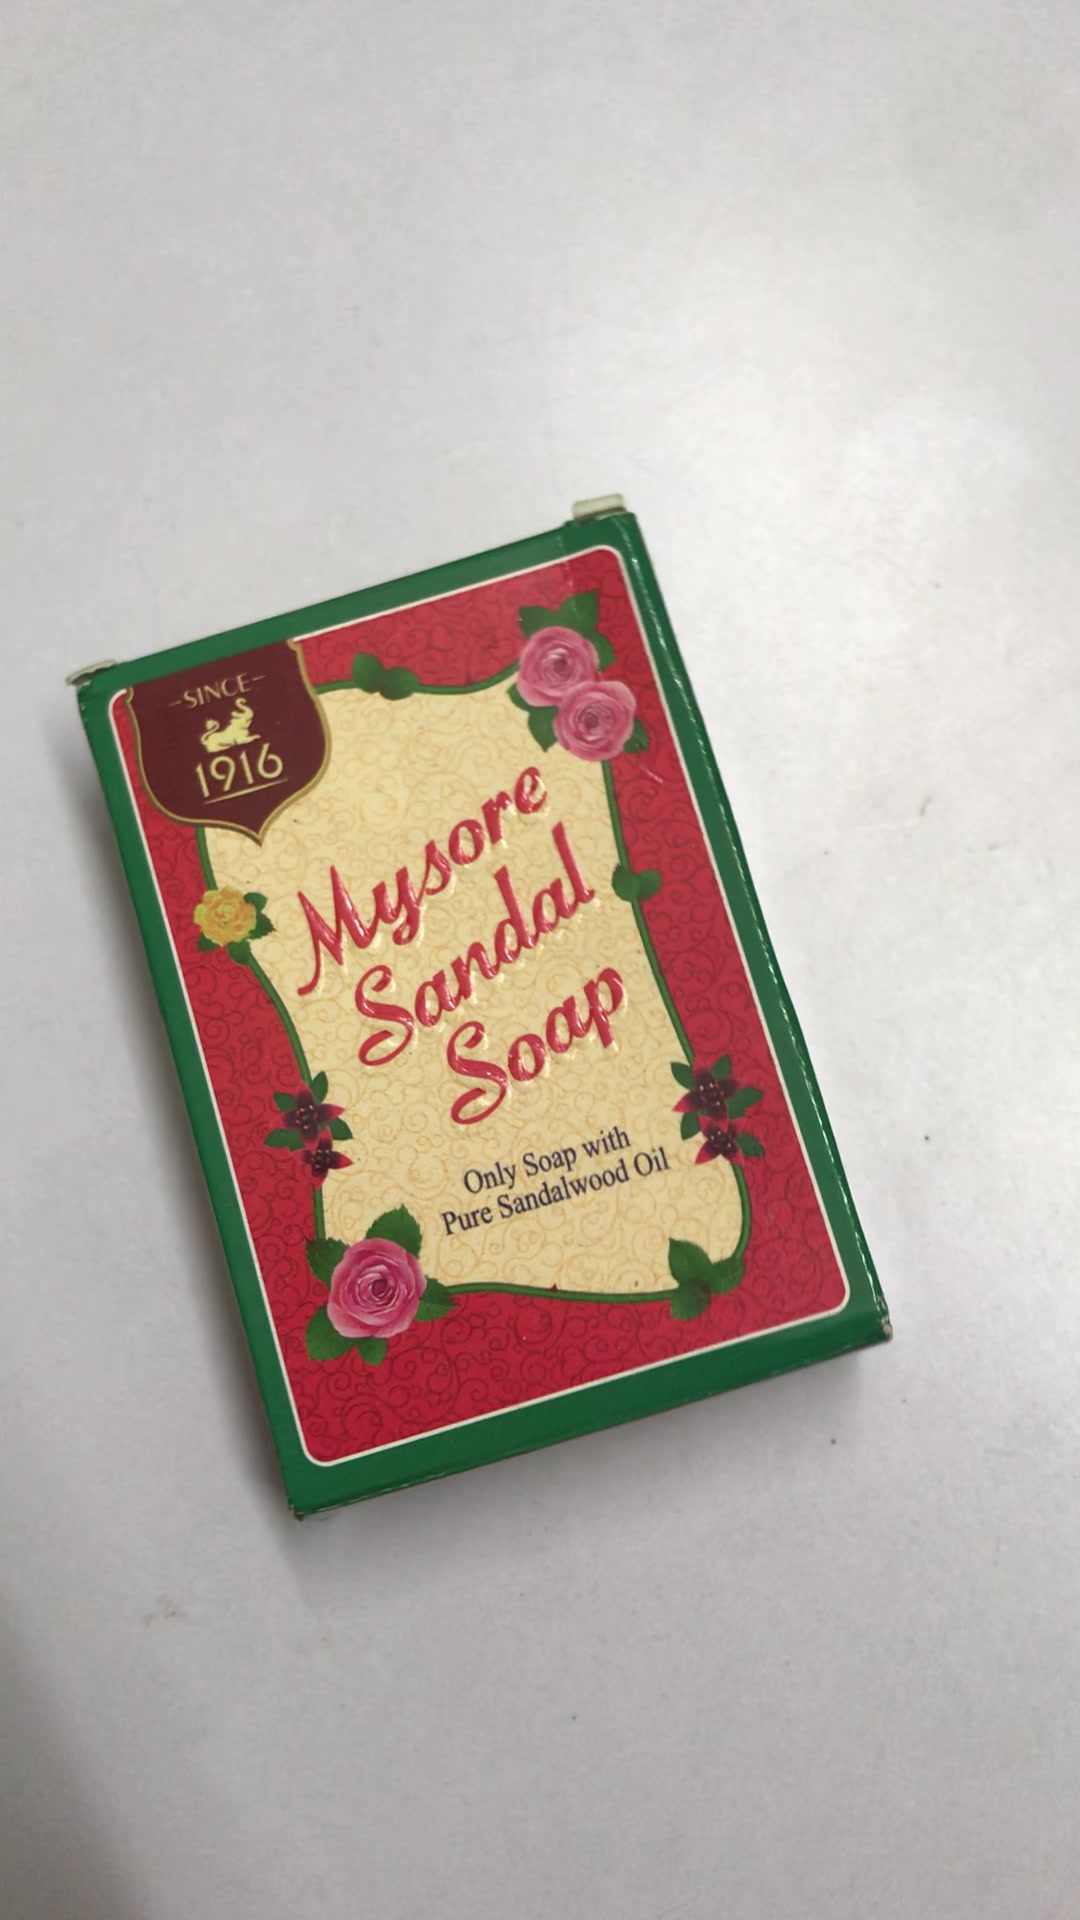 -SINCE-
1916
Mysore
Sandal
Soap
Only Soap with
Pure Sandalwood Oil